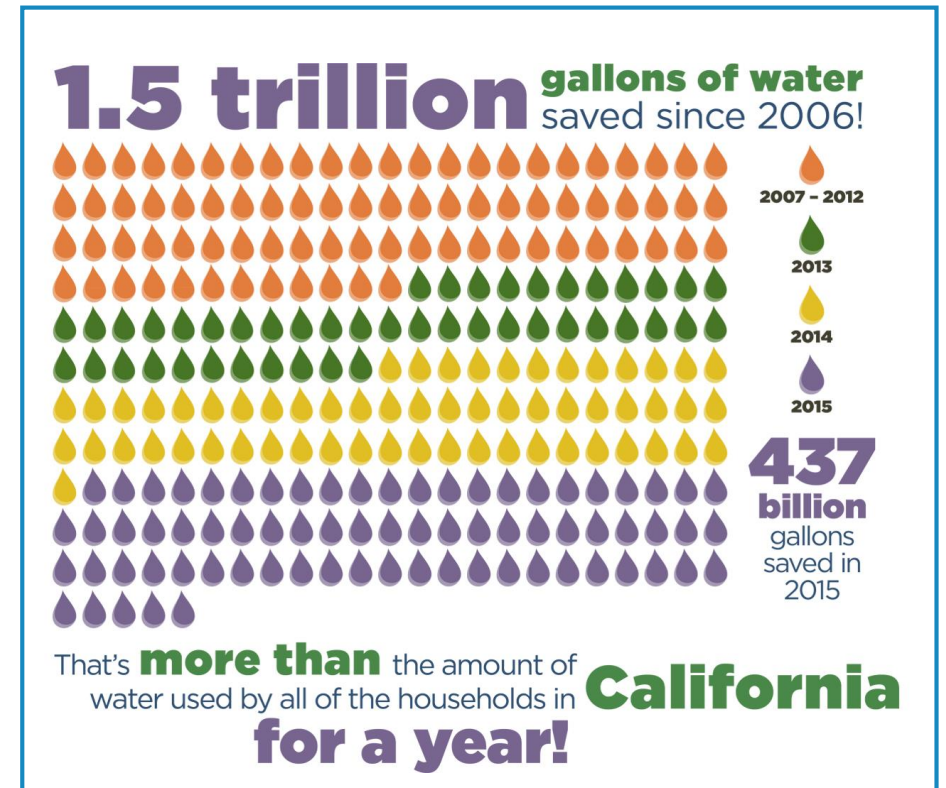 1.5 trillion gallons of water
saved since 2006!
2007 – 2012
2013
2014
2015
437
billion
gallons
saved in
2015
That's more than the amount of
water used by all of the households in California
for a year!